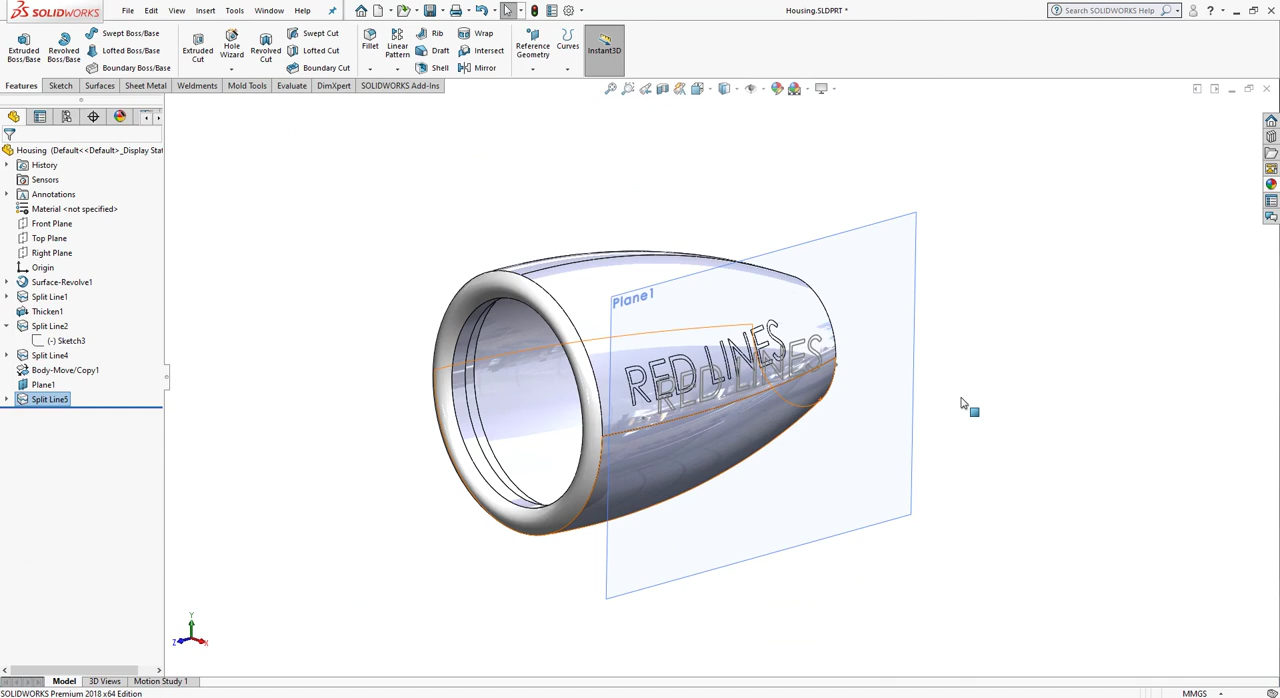 SOLIDWORKS File Edit View Insert Tools Window Help Housing.SLDPRT * Search SOLIDWORKS Help
Extruded Boss/Base Revolved Boss/Base Swept Boss/Base Lofted Boss/Base Boundary Boss/Base Extruded Cut Hole Wizard Revolved Cut Swept Cut Lofted Cut Boundary Cut Fillet Linear Pattern Rib Draft Shell Wrap Intersect Mirror Reference Geometry Curves Instant3D
Features Sketch Surfaces Sheet Metal Weldments Mold Tools Evaluate DimXpert SOLIDWORKS Add-Ins
Housing (Default<<Default>_Display Stat
History
Sensors
Annotations
Material <not specified>
Front Plane
Top Plane
Right Plane
Origin
Surface-Revolve1
Split Line1
Thicken1
Split Line2
(-) Sketch3
Split Line4
Body-Move/Copy1
Plane1
Split Line5
Plane1
RED LINES
RED LINES
Y
Z
X
Model 3D Views Motion Study 1
SOLIDWORKS Premium 2018 x64 Edition MMGS